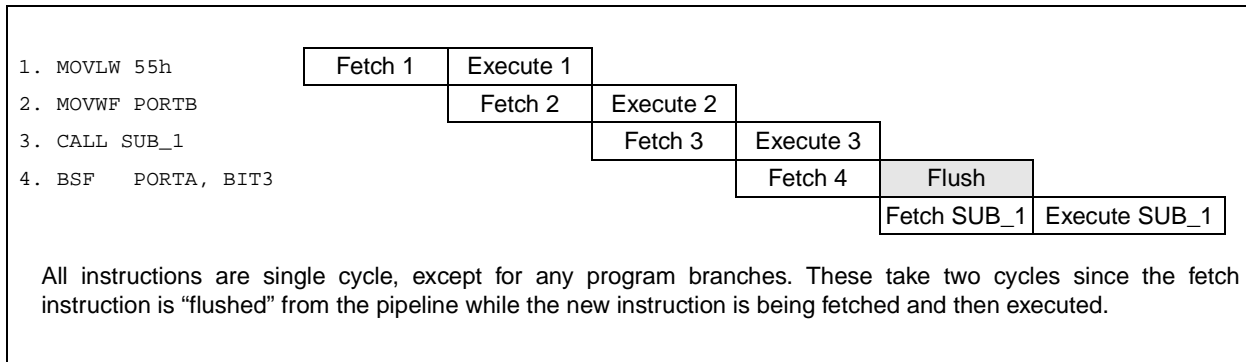 1. MOVLW 55h Fetch 1 Execute 1
2. MOVWF PORTB Fetch 2 Execute 2
3. CALL SUB_1 Fetch 3 Execute 3
4. BSF PORTA, BIT3 Fetch 4 Flush
Fetch SUB_1 Execute SUB_1
All instructions are single cycle, except for any program branches. These take two cycles since the fetch
instruction is “flushed” from the pipeline while the new instruction is being fetched and then executed.